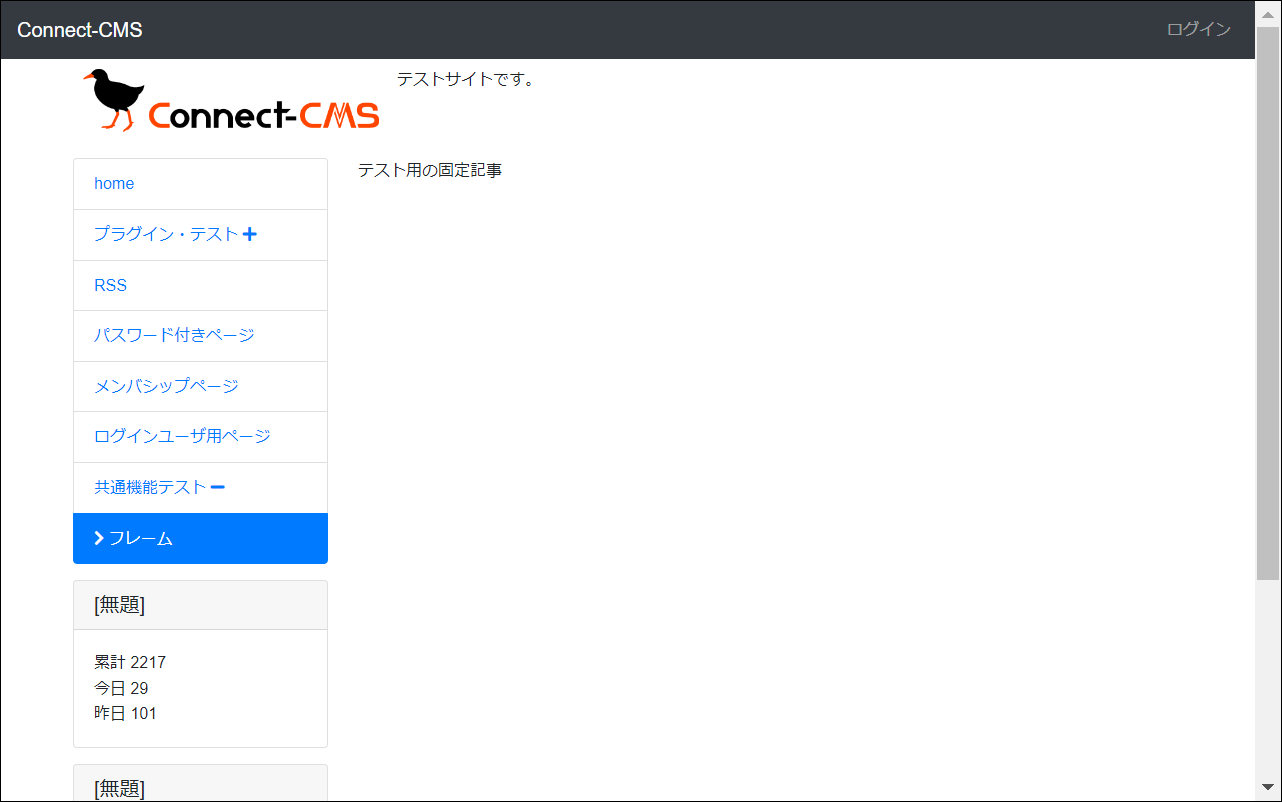 Connect-CMS
ログイン
Connect-CMS
テストサイトです。
home
プラグイン・テスト
RSS
パスワード付きページ
メンバシップページ
ログインユーザ用ページ
共通機能テスト
フレーム
テスト用の固定記事
[無題]
累計 2217
今日 29
昨日 101
[無題]